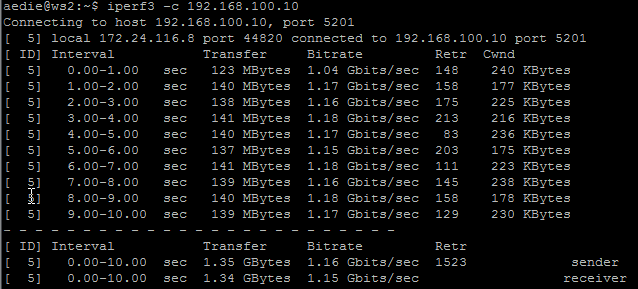 aedie@ws2:~$ iperf3 -c 192.168.100.10
Connecting to host 192.168.100.10, port 5201
[  5] local 172.24.116.8 port 44820 connected to 192.168.100.10 port 5201
[ ID] Interval           Transfer     Bitrate         Retr  Cwnd
[  5]   0.00-1.00   sec   123 MBytes  1.04 Gbits/sec  148    240 KBytes
[  5]   1.00-2.00   sec   140 MBytes  1.17 Gbits/sec  158    177 KBytes
[  5]   2.00-3.00   sec   138 MBytes  1.16 Gbits/sec  175    225 KBytes
[  5]   3.00-4.00   sec   141 MBytes  1.18 Gbits/sec  213    216 KBytes
[  5]   4.00-5.00   sec   140 MBytes  1.17 Gbits/sec   83    236 KBytes
[  5]   5.00-6.00   sec   137 MBytes  1.15 Gbits/sec  203    175 KBytes
[  5]   6.00-7.00   sec   141 MBytes  1.18 Gbits/sec  111    223 KBytes
[  5]   7.00-8.00   sec   139 MBytes  1.16 Gbits/sec  145    238 KBytes
[  5]   8.00-9.00   sec   140 MBytes  1.18 Gbits/sec  158    178 KBytes
[  5]   9.00-10.00  sec   139 MBytes  1.17 Gbits/sec  129    230 KBytes
- - - - - - - - - - - - - - - - - - - - - - - - -
[ ID] Interval           Transfer     Bitrate         Retr
[  5]   0.00-10.00  sec  1.35 GBytes  1.16 Gbits/sec  1523             sender
[  5]   0.00-10.00  sec  1.34 GBytes  1.15 Gbits/sec                  receiver